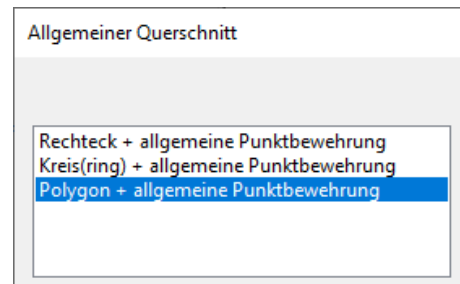 Allgemeiner Querschnitt
Rechteck + allgemeine Punktbewehrung
Kreis(ring) + allgemeine Punktbewehrung
Polygon + allgemeine Punktbewehrung